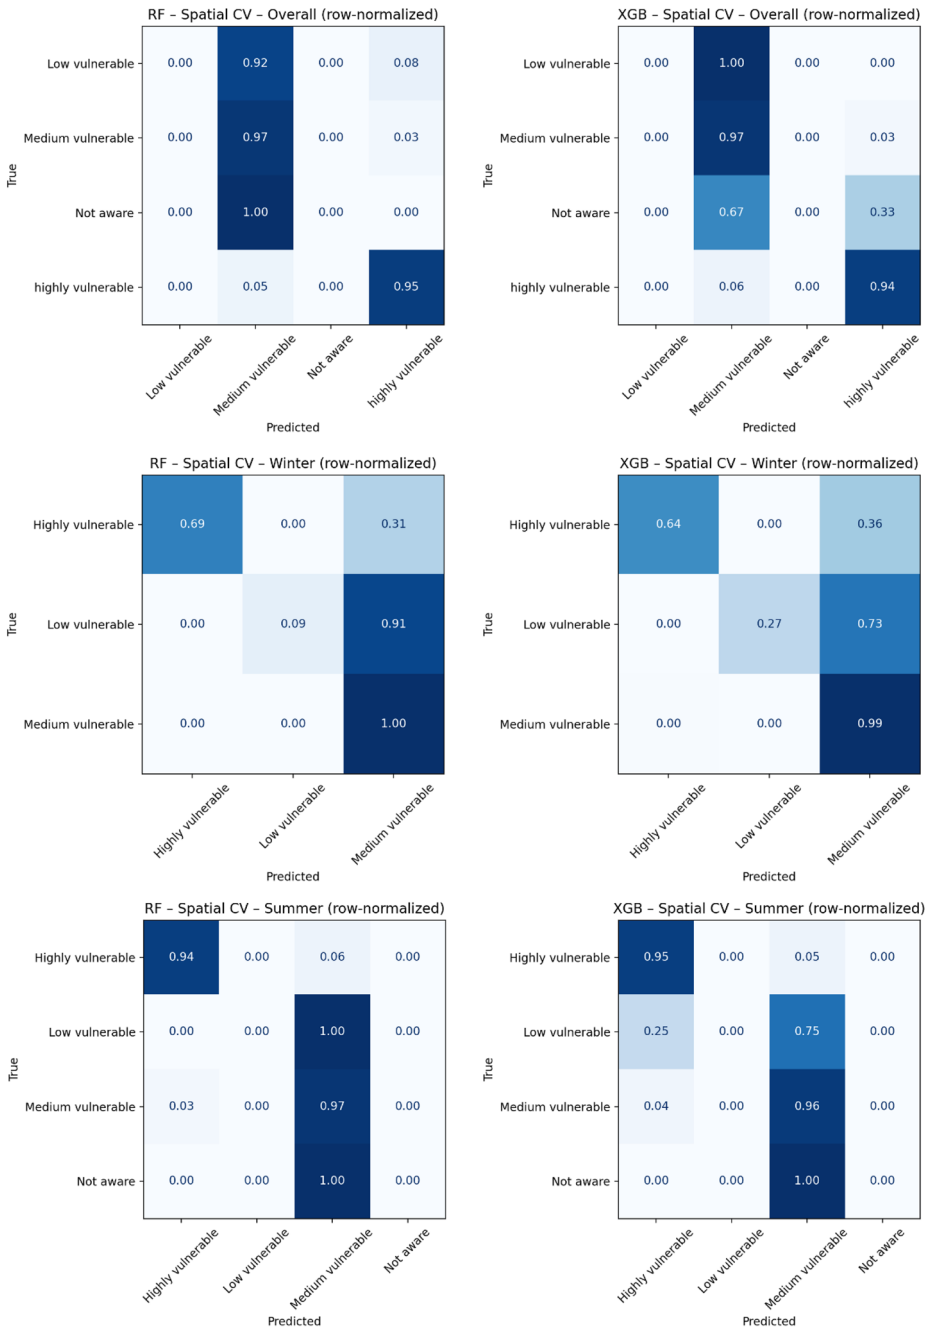 RF – Spatial CV – Overall (row-normalized)
True
Low vulnerable 0.00 0.92 0.00 0.08
Medium vulnerable 0.00 0.97 0.00 0.03
Not aware 0.00 1.00 0.00 0.00
highly vulnerable 0.00 0.05 0.00 0.95
Low vulnerable Medium vulnerable Not aware highly vulnerable
Predicted
XGB – Spatial CV – Overall (row-normalized)
True
Low vulnerable 0.00 1.00 0.00 0.00
Medium vulnerable 0.00 0.97 0.00 0.03
Not aware 0.00 0.67 0.00 0.33
highly vulnerable 0.00 0.06 0.00 0.94
Low vulnerable Medium vulnerable Not aware highly vulnerable
Predicted
RF – Spatial CV – Winter (row-normalized)
True
Highly vulnerable 0.69 0.00 0.31
Low vulnerable 0.00 0.09 0.91
Medium vulnerable 0.00 0.00 1.00
Highly vulnerable Low vulnerable Medium vulnerable
Predicted
XGB – Spatial CV – Winter (row-normalized)
True
Highly vulnerable 0.64 0.00 0.36
Low vulnerable 0.00 0.27 0.73
Medium vulnerable 0.00 0.00 0.99
Highly vulnerable Low vulnerable Medium vulnerable
Predicted
RF – Spatial CV – Summer (row-normalized)
True
Highly vulnerable 0.94 0.00 0.06 0.00
Low vulnerable 0.00 0.00 1.00 0.00
Medium vulnerable 0.03 0.00 0.97 0.00
Not aware 0.00 0.00 1.00 0.00
Highly vulnerable Low vulnerable Medium vulnerable Not aware
Predicted
XGB – Spatial CV – Summer (row-normalized)
True
Highly vulnerable 0.95 0.00 0.05 0.00
Low vulnerable 0.25 0.00 0.75 0.00
Medium vulnerable 0.04 0.00 0.96 0.00
Not aware 0.00 0.00 1.00 0.00
Highly vulnerable Low vulnerable Medium vulnerable Not aware
Predicted